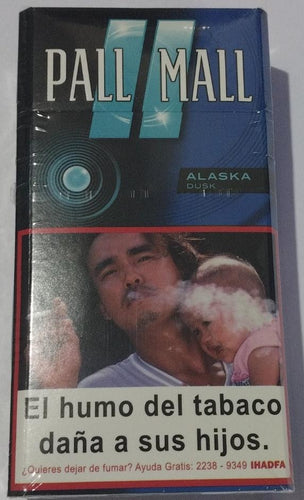 PALL MALL
ALASKA
DUSK
El humo del tabaco
daña a sus hijos.
¿Quieres dejar de fumar? Ayuda Gratis: 2238 - 9349 IHADFA